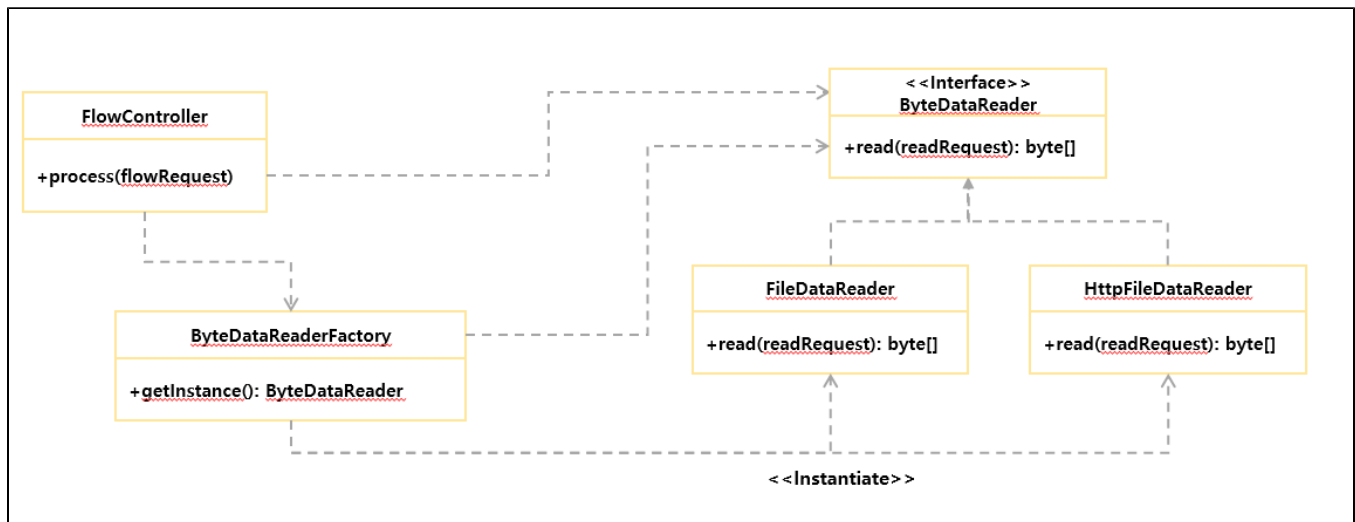 FlowController
+process(flowRequest)
<<Interface>>
ByteDataReader
+read(readRequest): byte[]
FileDataReader
+read(readRequest): byte[]
HttpFileDataReader
+read(readRequest): byte[]
ByteDataReaderFactory
+getInstance(): ByteDataReader
<<Instantiate>>